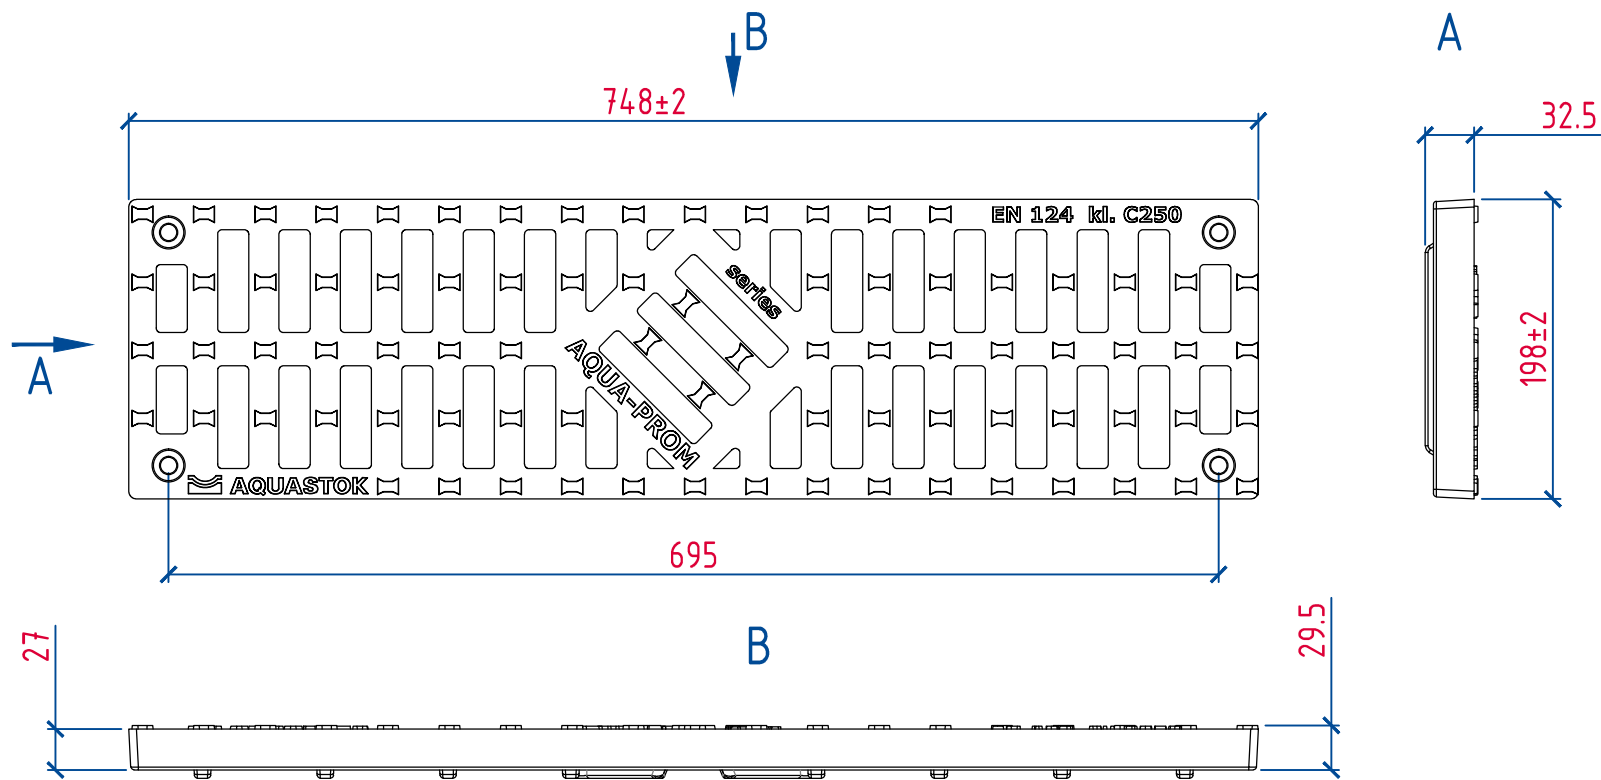 B
A
748±2
32.5
EN 124 kl. C250
series
A
198±2
AQUA-PROM
AQUASTOK
695
27
B
29.5